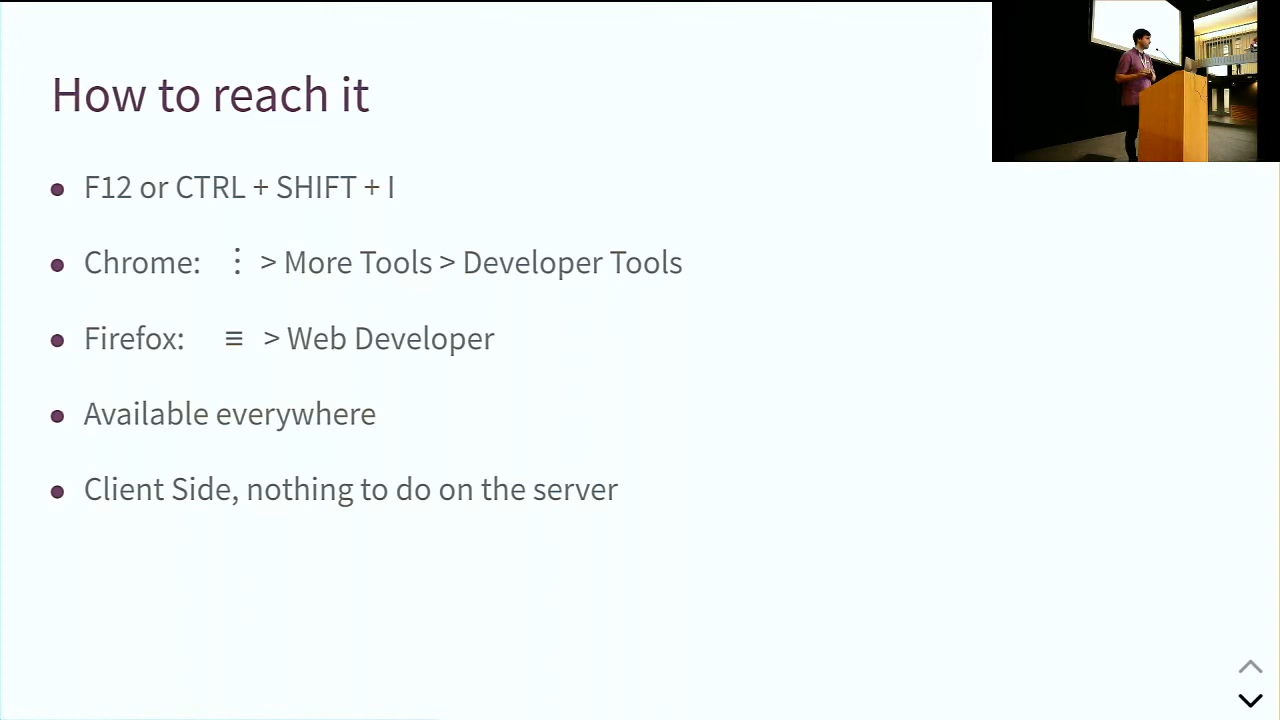 How to reach it
F12 or CTRL + SHIFT + I
Chrome: ⋮ > More Tools > Developer Tools
Firefox: ≡ > Web Developer
Available everywhere
Client Side, nothing to do on the server